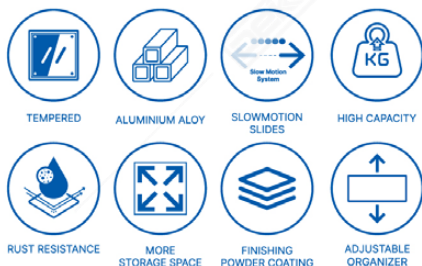 Slow Motion
System
KG
TEMPERED
ALUMINIUM ALOY
SLOWMOTION
SLIDES
HIGH CAPACITY
RUST RESISTANCE
MORE
STORAGE SPACE
FINISHING
POWDER COATING
ADJUSTABLE
ORGANIZER